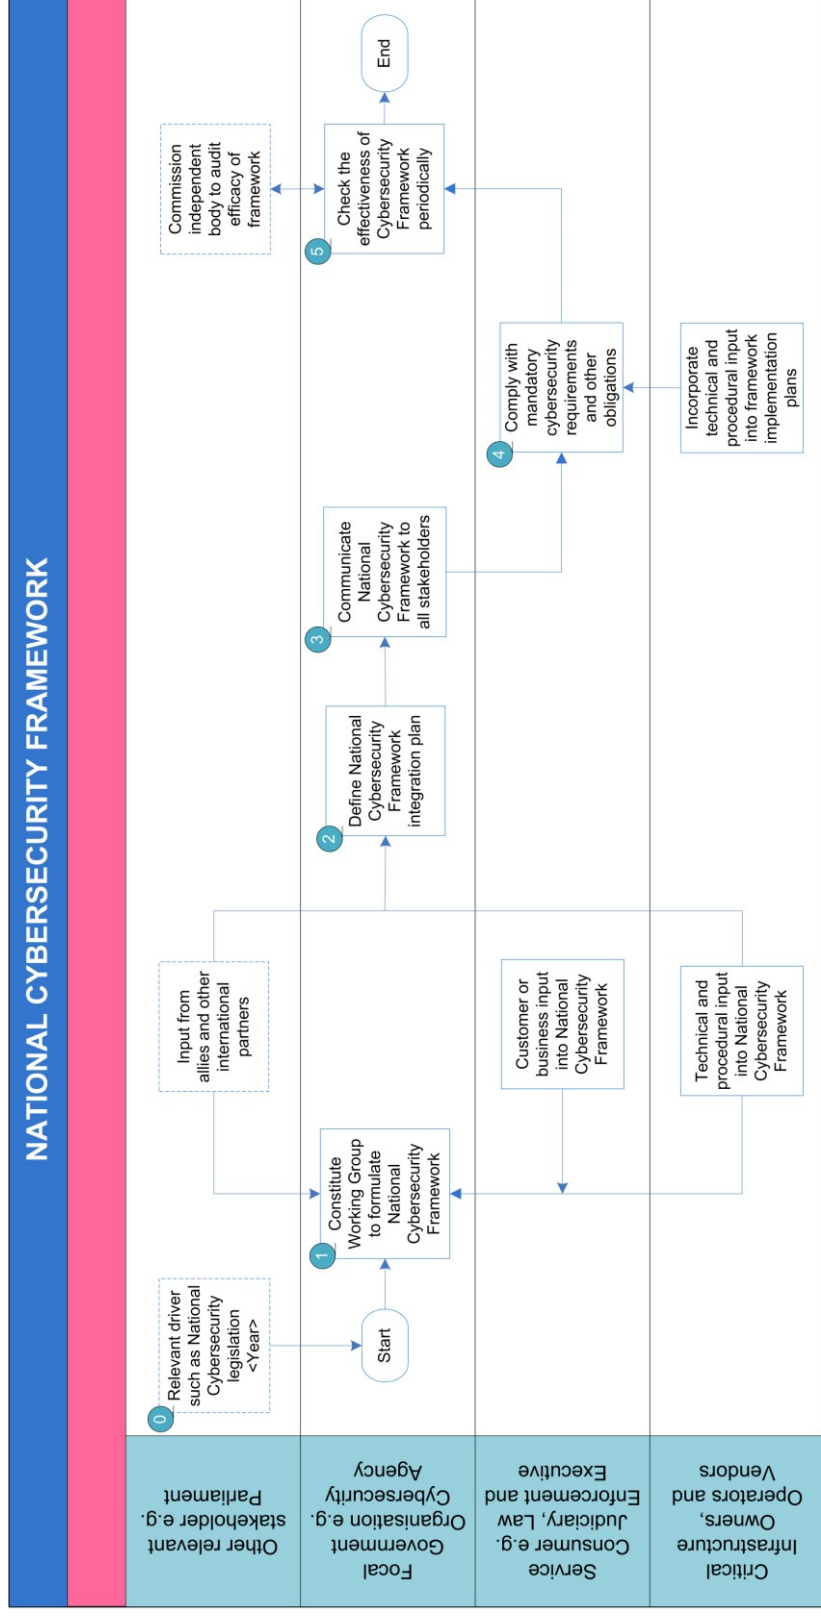 NATIONAL CYBERSECURITY FRAMEWORK
Other relevant
stakeholder e.g.
Parliament
0
Relevant driver
such as National
Cybersecurity
legislation
<Year>
Input from
allies and other
international
partners
Commission
independent
body to audit
efficacy of
framework
Focal
Government
Organisation e.g.
Cybersecurity
Agency
Start
1
Constitute
Working Group
to formulate
National
Cybersecurity
Framework
2
Define National
Cybersecurity
Framework
integration plan
3
Communicate
National
Cybersecurity
Framework to
all stakeholders
5
Check the
effectiveness of
Cybersecurity
Framework
periodically
End
Service
Consumer e.g.
Judiciary, Law
Enforcement and
Executive
Customer or
business input
into National
Cybersecurity
Framework
4
Comply with
mandatory
cybersecurity
requirements
and other
obligations
Critical
Infrastructure
Owners,
Operators and
Vendors
Technical and
procedural input
into National
Cybersecurity
Framework
Incorporate
technical and
procedural input
into framework
implementation
plans